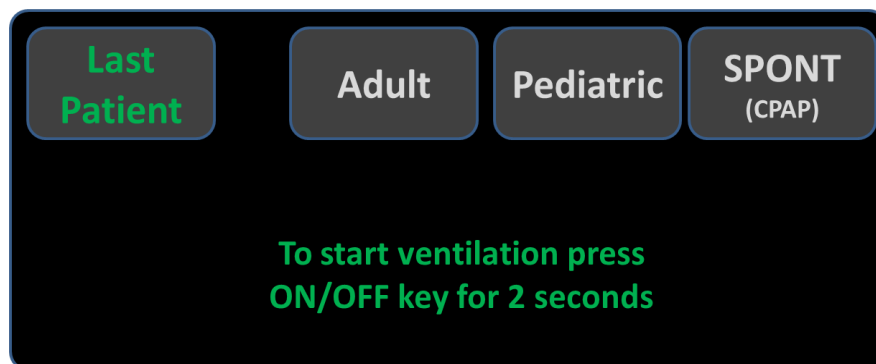 Last
Patient
Adult
Pediatric
SPONT
(CPAP)
To start ventilation press
ON/OFF key for 2 seconds